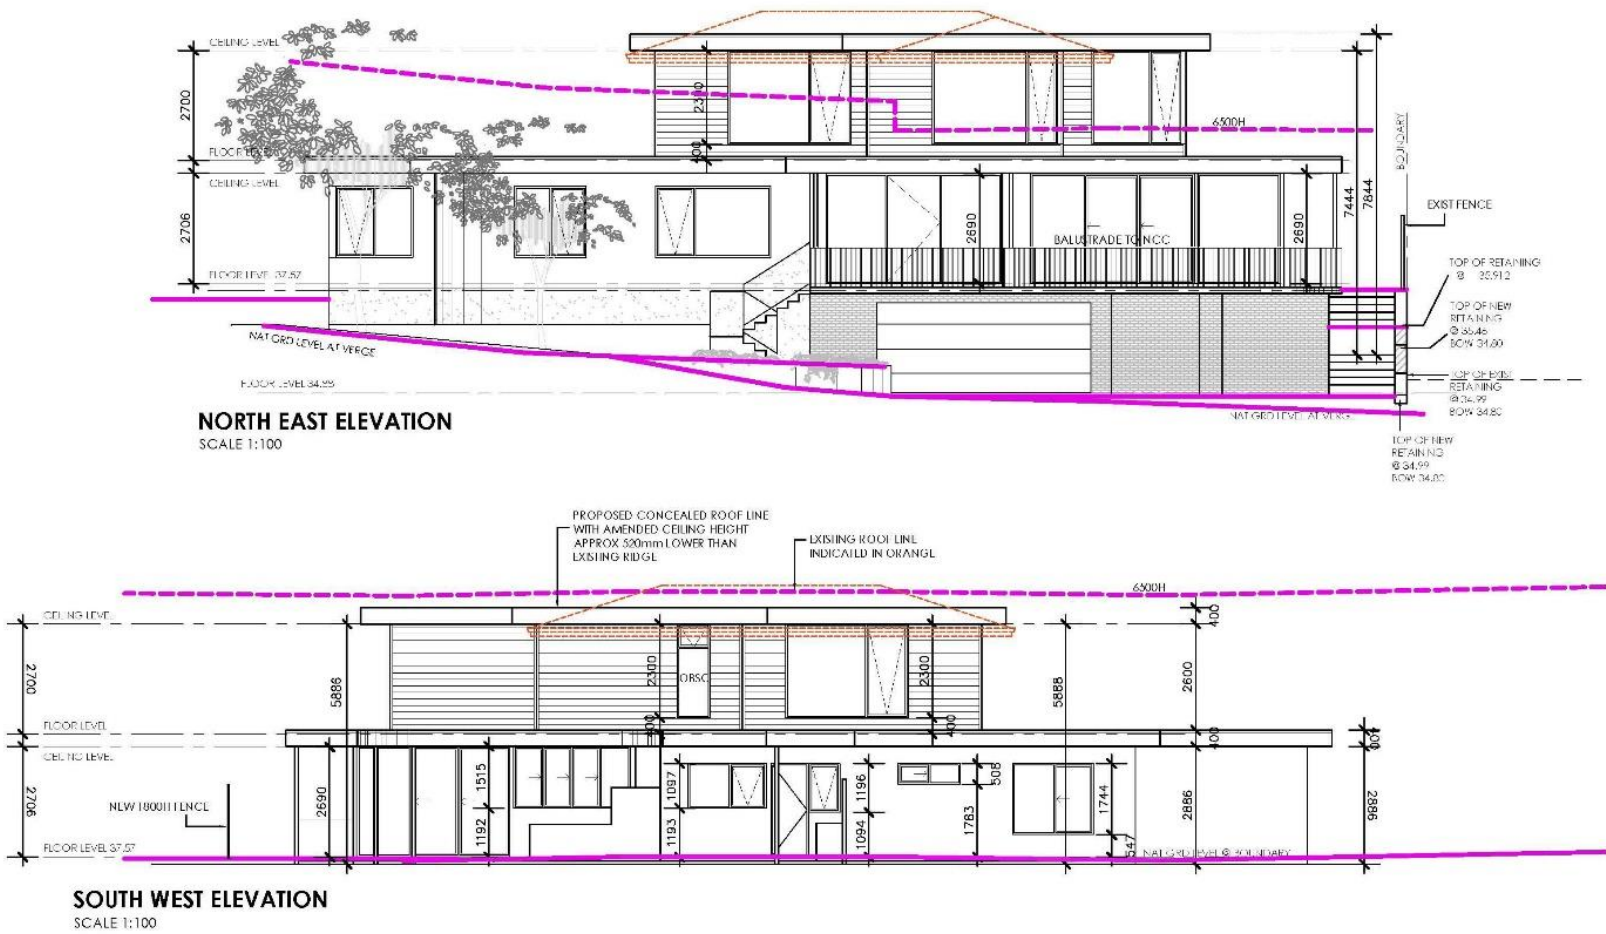 CEILING LEVEL
2700
2300
6500H
BOUNDARY
FLOOR LEVEL
400
CEILING LEVEL
2706
2690
BALUSTRADE TO NCC
2690
7444
7844
EXIST FENCE
FLOOR LEVEL 37.57
TOP OF RETAINING
@ 35.912
TOP OF NEW
RETAINING
@ 35.46
BOW 34.80
NAT GRD LEVEL AT VERGE
FLOOR LEVEL 34.88
TOP OF EXIST
RETAINING
@ 34.99
BOW 34.80
NAT GRD LEVEL AT VERGE
TOP OF NEW
RETAINING
@ 34.99
BOW 34.80
NORTH EAST ELEVATION
SCALE 1:100
PROPOSED CONCEALED ROOF LINE
WITH AMENDED CEILING HEIGHT
APPROX 520mm LOWER THAN
EXISTING RIDGE
EXISTING ROOF LINE
INDICATED IN ORANGE
6500H
CEILING LEVEL
400
2700
5886
2300
OBSC
2300
5888
2600
FLOOR LEVEL
400
400
400
400
CEILING LEVEL
2706
NEW 1800H FENCE
2690
1515
1192
1097
1193
1196
1094
508
1783
1744
547
2886
2886
FLOOR LEVEL 37.57
NAT GRD LEVEL @ BOUNDARY
SOUTH WEST ELEVATION
SCALE 1:100